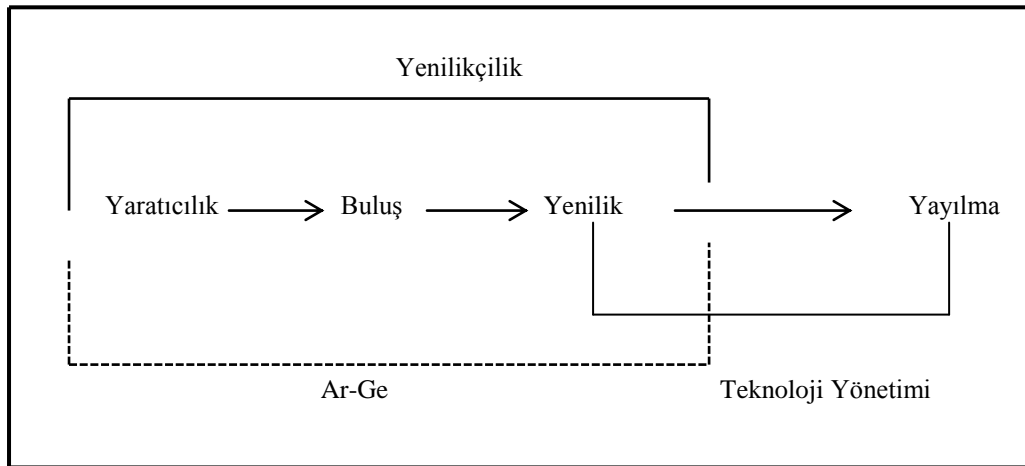 Yenilikçilik
Yaratıcılık Buluş Yenilik Yayılma
Ar-Ge Teknoloji Yönetimi